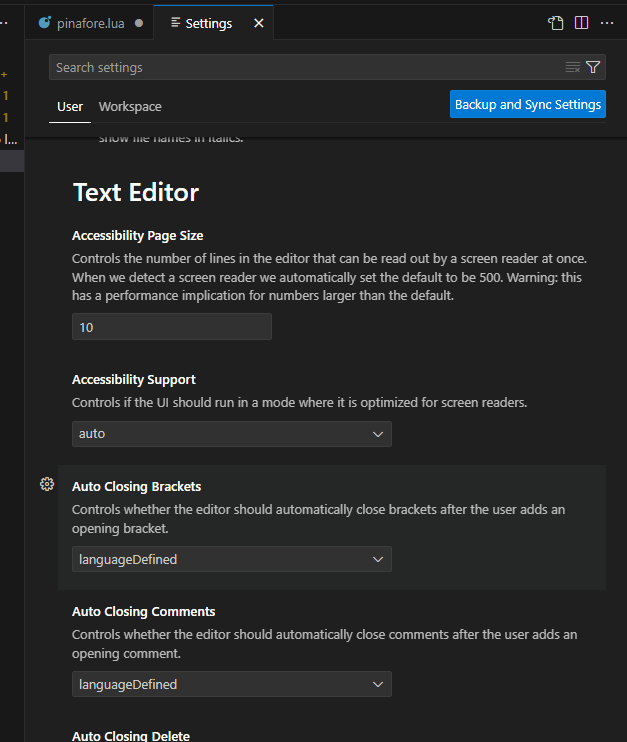 pinafore.lua
Settings
+
1
1
l...
Search settings
User
Workspace
Backup and Sync Settings
show file names in italics.
Text Editor
Accessibility Page Size
Controls the number of lines in the editor that can be read out by a screen reader at once.
When we detect a screen reader we automatically set the default to be 500. Warning: this
has a performance implication for numbers larger than the default.
10
Accessibility Support
Controls if the UI should run in a mode where it is optimized for screen readers.
auto
Auto Closing Brackets
Controls whether the editor should automatically close brackets after the user adds an
opening bracket.
languageDefined
Auto Closing Comments
Controls whether the editor should automatically close comments after the user adds an
opening comment.
languageDefined
Auto Closing Delete